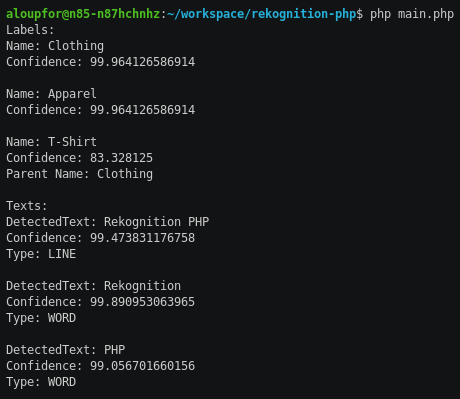 aloupfor@n85-n87hchnhz:~/workspace/rekognition-php$ php main.php
Labels:
Name: Clothing
Confidence: 99.964126586914
Name: Apparel
Confidence: 99.964126586914
Name: T-Shirt
Confidence: 83.328125
Parent Name: Clothing
Texts:
DetectedText: Rekognition PHP
Confidence: 99.473831176758
Type: LINE
DetectedText: Rekognition
Confidence: 99.890953063965
Type: WORD
DetectedText: PHP
Confidence: 99.056701660156
Type: WORD